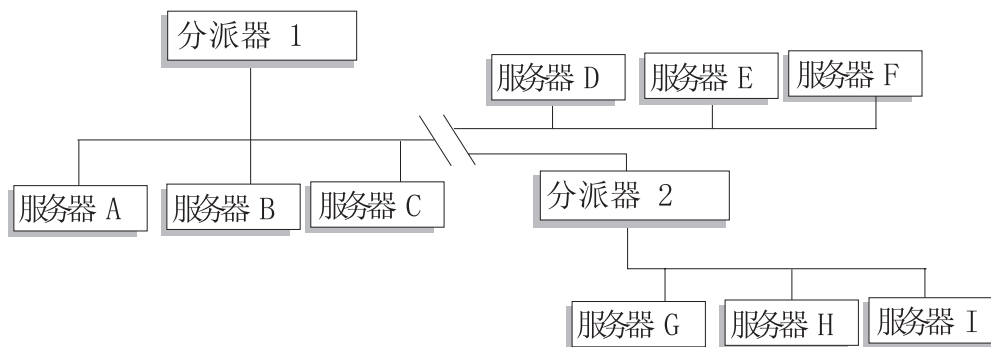 分派器 1
服务器 D
服务器 E
服务器 F
服务器 A
服务器 B
服务器 C
分派器 2
服务器 G
服务器 H
服务器 I